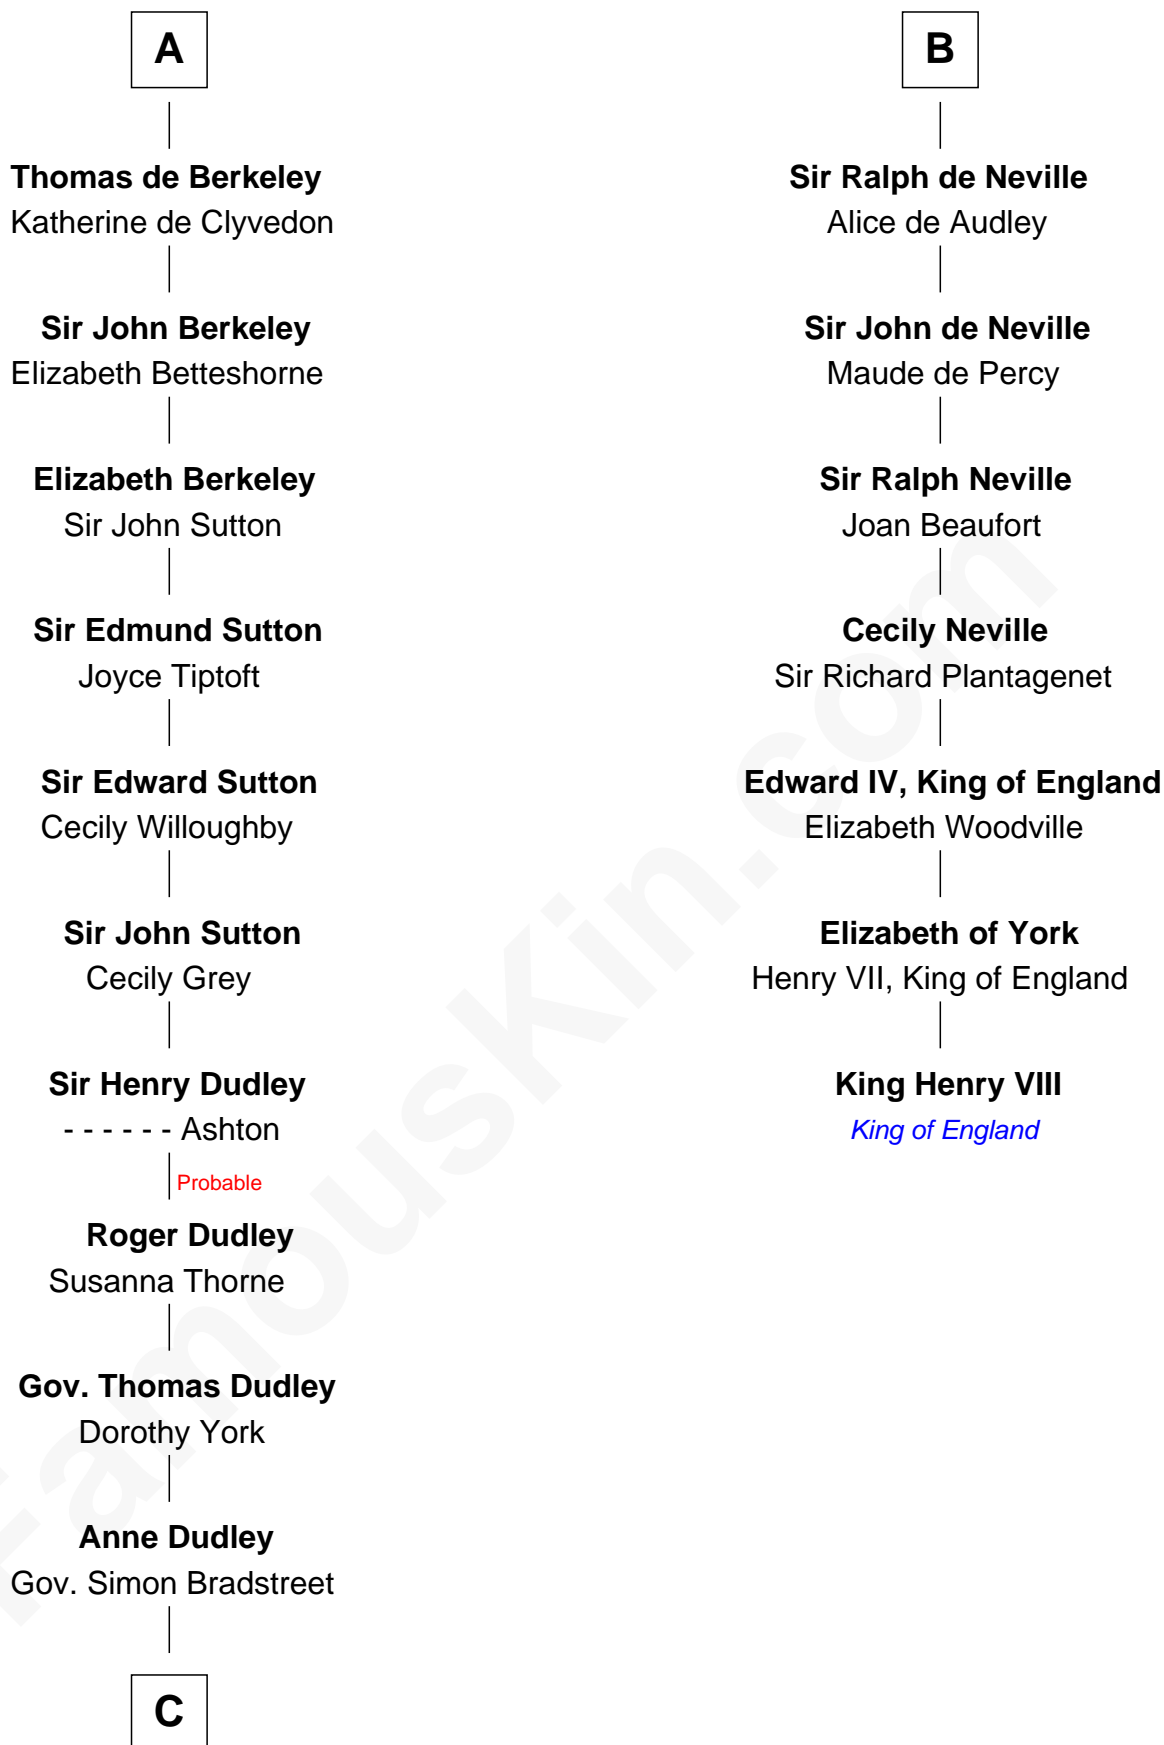 A
Thomas de Berkeley
Katherine de Clyvedon
Sir John Berkeley
Elizabeth Betteshorne
Elizabeth Berkeley
Sir John Sutton
Sir Edmund Sutton
Joyce Tiptoft
Sir Edward Sutton
Cecily Willoughby
Sir John Sutton
Cecily Grey
Sir Henry Dudley
- - - - - - Ashton
Probable
Roger Dudley
Susanna Thorne
Gov. Thomas Dudley
Dorothy York
Anne Dudley
Gov. Simon Bradstreet
C
B
Sir Ralph de Neville
Alice de Audley
Sir John de Neville
Maude de Percy
Sir Ralph Neville
Joan Beaufort
Cecily Neville
Sir Richard Plantagenet
Edward IV, King of England
Elizabeth Woodville
Elizabeth of York
Henry VII, King of England
King Henry VIII
King of England
FamousKin.com